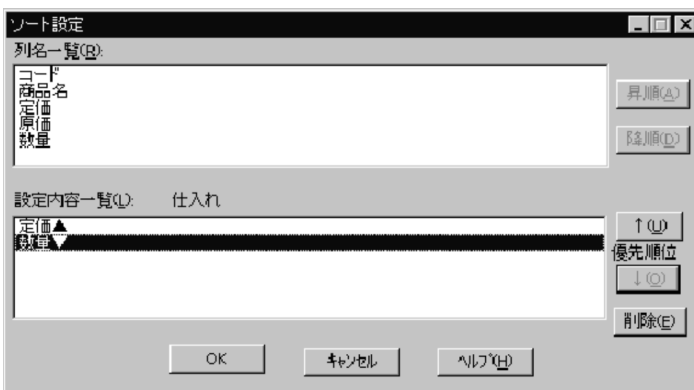 ソート設定
列名一覧(R):
コード
商品名
定価
原価
数量
昇順(A)
降順(D)
設定内容一覧(L): 仕入れ
定価▲
数量▼
↑(U)
優先順位
↓(O)
削除(E)
OK
キャンセル
ヘルプ(H)